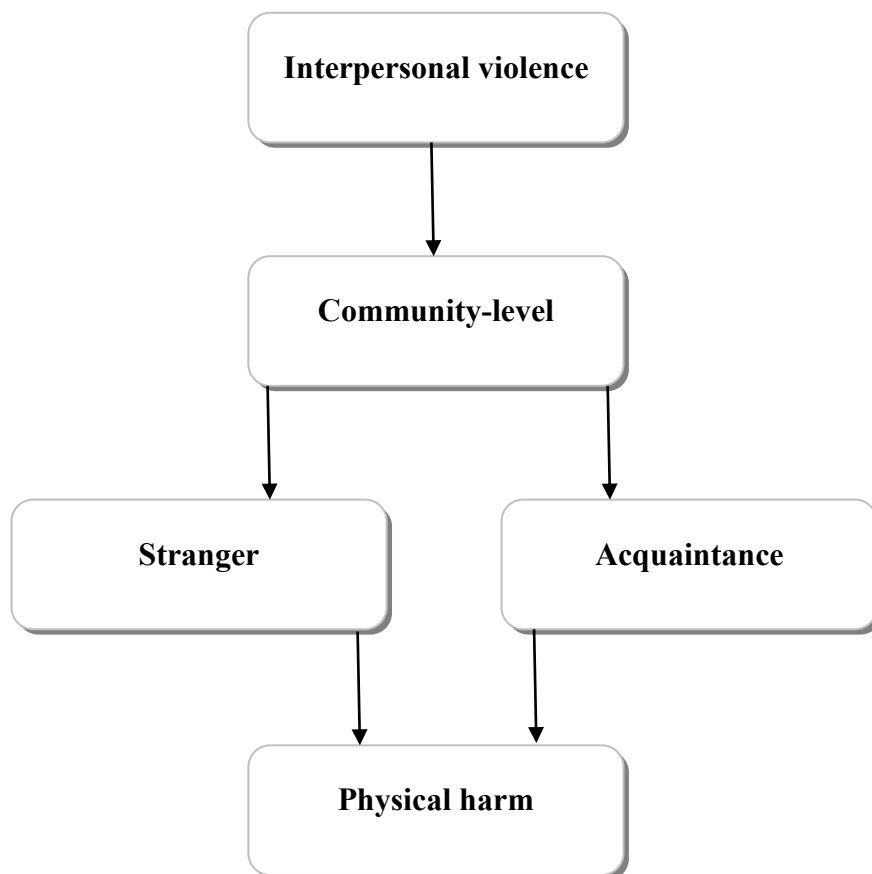 Interpersonal violence
Community-level
Stranger
Acquaintance
Physical harm